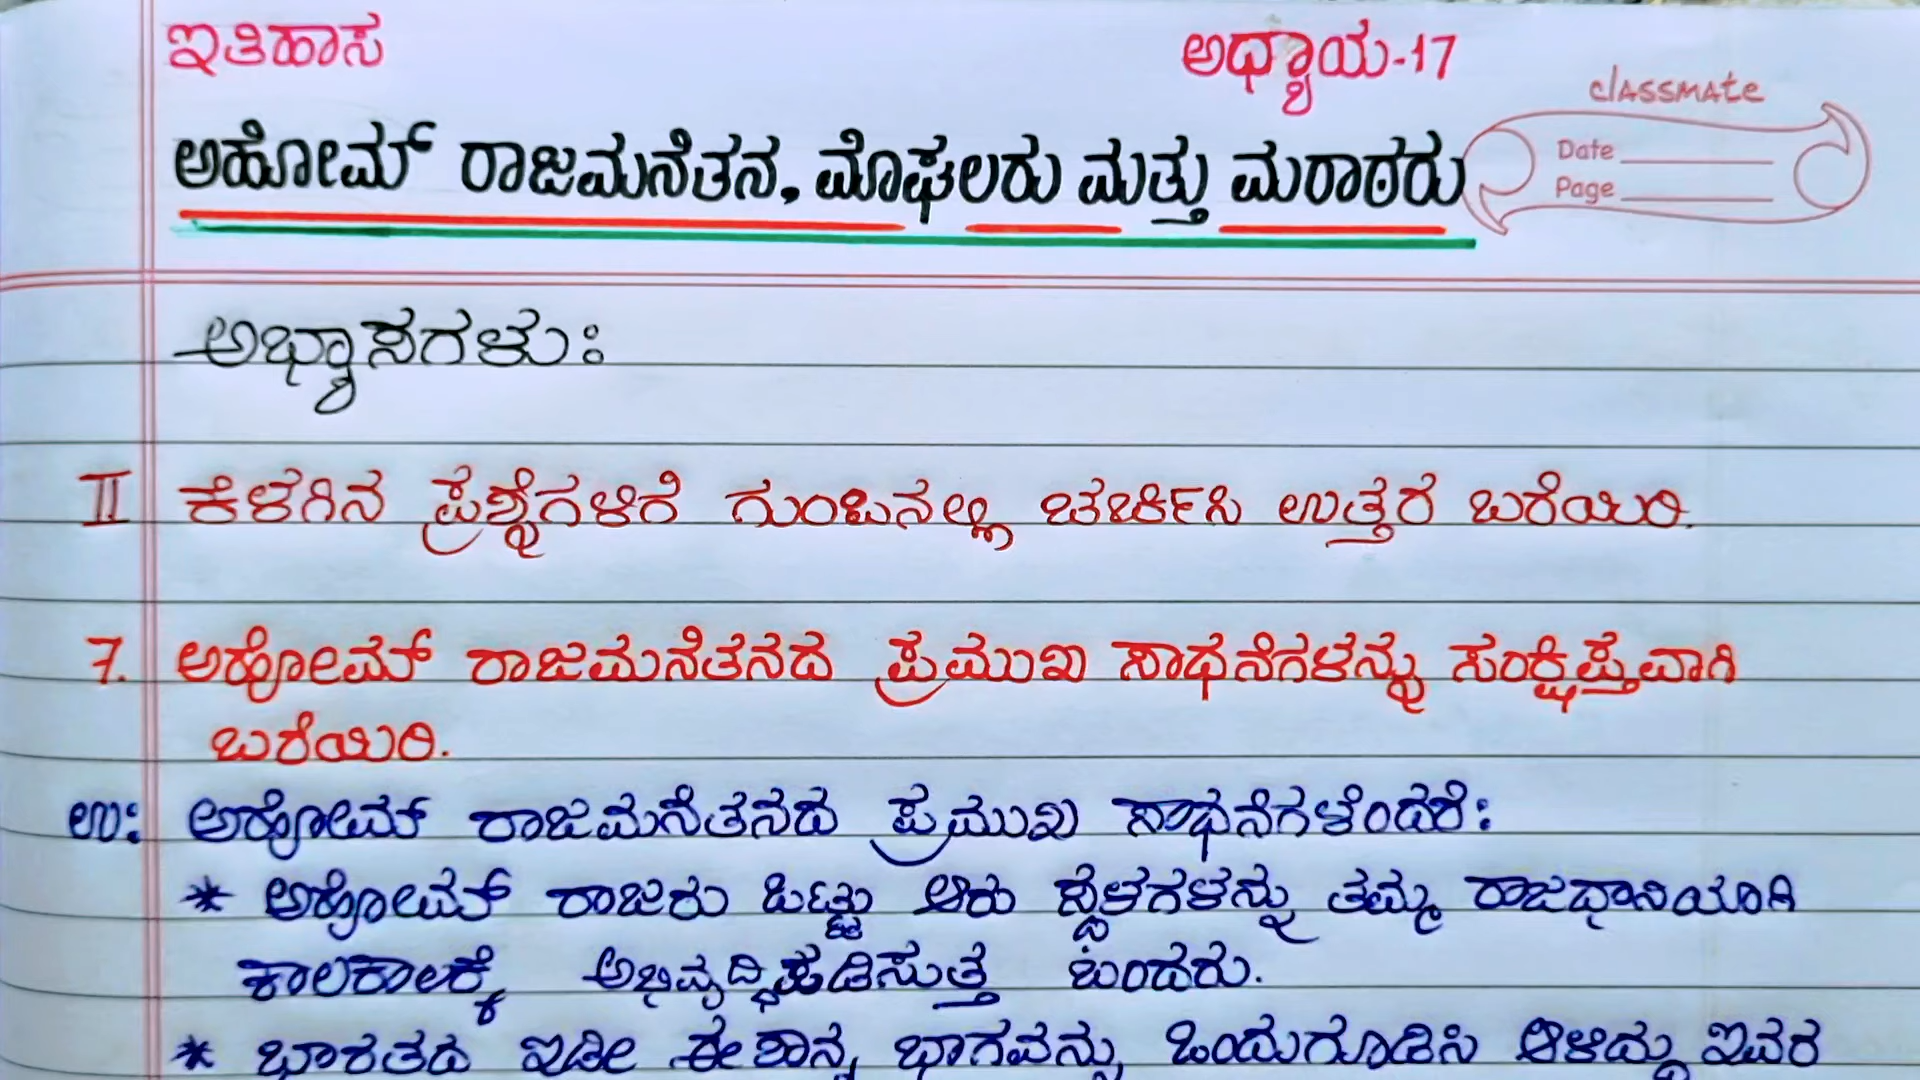 ಇತಿಹಾಸ
ಅಧ್ಯಾಯ-17
classmate
Date
Page
ಅಹೋಮ್ ರಾಜಮನೆತನ, ಮೊಘಲರು ಮತ್ತು ಮರಾಠರು
ಅಭ್ಯಾಸಗಳು:
II ಕೆಳಗಿನ ಪ್ರಶ್ನೆಗಳಿಗೆ ಗುಂಪಿನಲ್ಲಿ ಚರ್ಚಿಸಿ ಉತ್ತರ ಬರೆಯಿರಿ.
7. ಅಹೋಮ್ ರಾಜಮನೆತನದ ಪ್ರಮುಖ ಸಾಧನೆಗಳನ್ನು ಸಂಕ್ಷಿಪ್ತವಾಗಿ
ಬರೆಯಿರಿ.
ಉ: ಅಹೋಮ್ ರಾಜಮನೆತನದ ಪ್ರಮುಖ ಸಾಧನೆಗಳೆಂದರೆ:
* ಅಹೋಮ್ ರಾಜರು ಒಟ್ಟು ಆರು ಸ್ಥಳಗಳನ್ನು ತಮ್ಮ ರಾಜಧಾನಿಯಾಗಿ
ಕಾಲಕಾಲಕ್ಕೆ ಅಭಿವೃದ್ಧಿಪಡಿಸುತ್ತ ಬಂದರು.
* ಭಾರತದ ಇಡೀ ಈಶಾನ್ಯ ಭಾಗವನ್ನು ಒಂದುಗೂಡಿಸಿ ಆಳಿದ್ದು ಇವರ